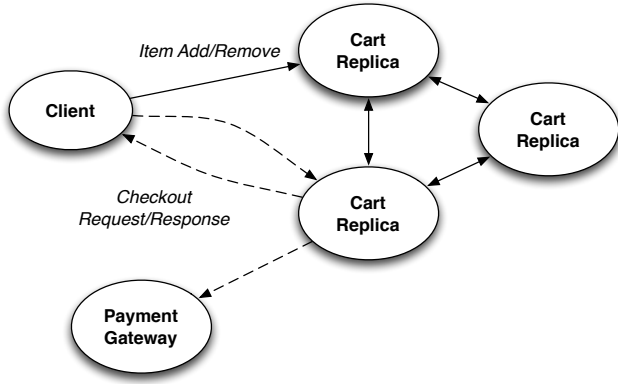 Item Add/Remove
Cart
Replica
Client
Cart
Replica
Checkout
Request/Response
Cart
Replica
Payment
Gateway